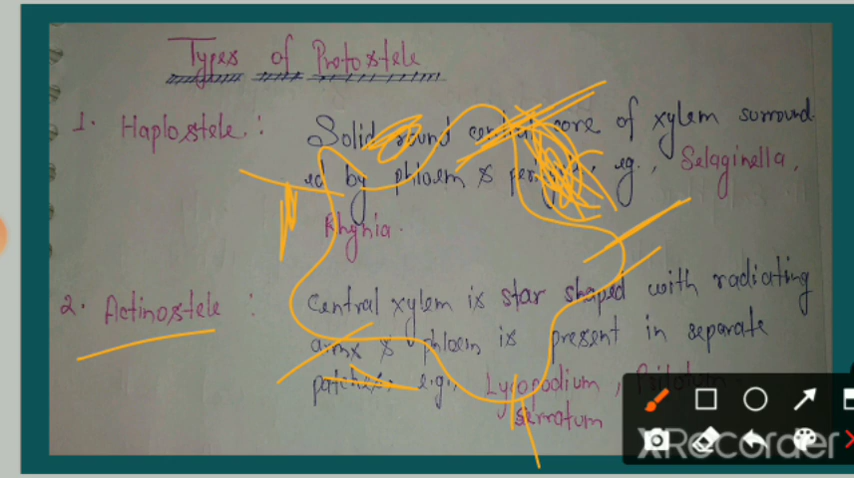 Types of Protostele
1. Haplostele : Solid round central core of xylem surround
ed by phloem & pericycle, eg., Selaginella,
Rhynia.
2. Actinostele : Central xylem is star shaped with radiating
arms & phloem is present in separate
patches, e.g., Lycopodium, Psilotum
serratum
XRecorder